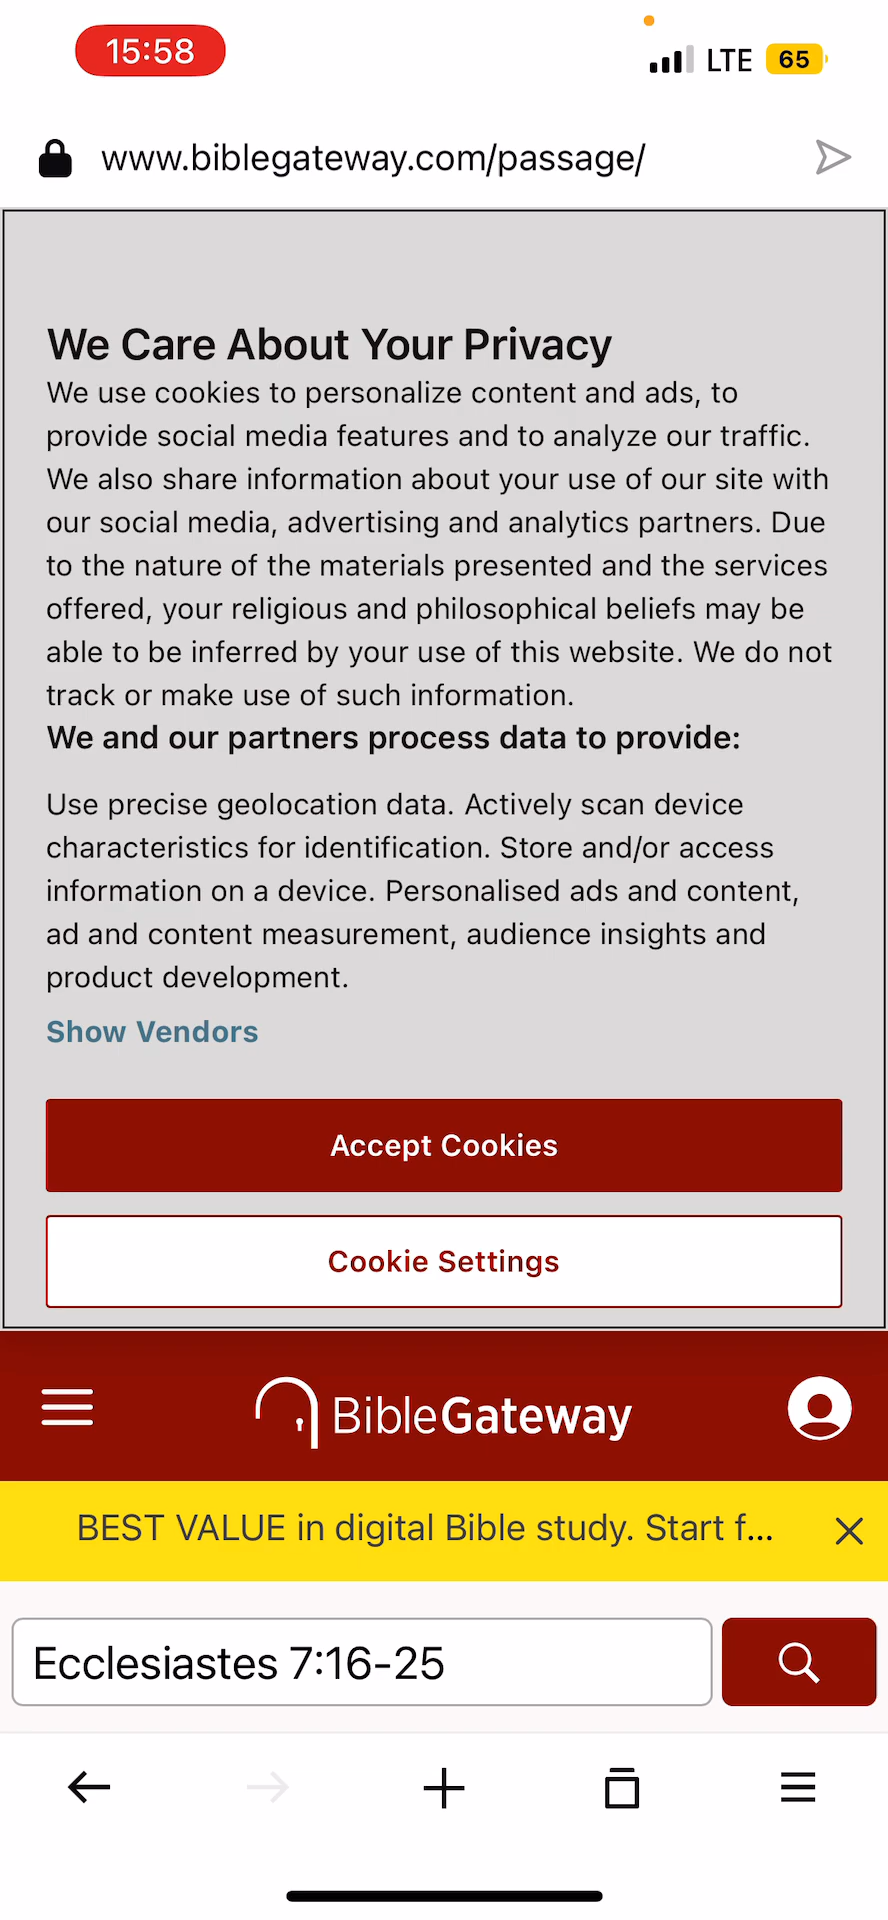 15:58
LTE 65
www.biblegateway.com/passage/
We Care About Your Privacy
We use cookies to personalize content and ads, to
provide social media features and to analyze our traffic.
We also share information about your use of our site with
our social media, advertising and analytics partners. Due
to the nature of the materials presented and the services
offered, your religious and philosophical beliefs may be
able to be inferred by your use of this website. We do not
track or make use of such information.
We and our partners process data to provide:
Use precise geolocation data. Actively scan device
characteristics for identification. Store and/or access
information on a device. Personalised ads and content,
ad and content measurement, audience insights and
product development.
Show Vendors
Accept Cookies
Cookie Settings
BibleGateway
BEST VALUE in digital Bible study. Start f...
Ecclesiastes 7:16-25